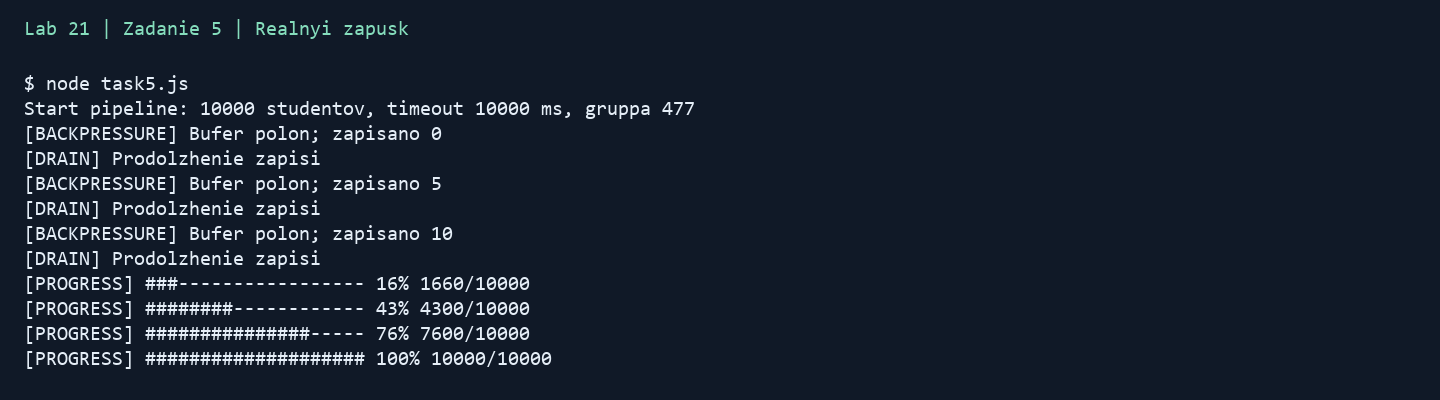 Lab 21 | Zadanie 5 | Realnyi zapusk
$ node task5.js
Start pipeline: 10000 studentov, timeout 10000 ms, gruppa 477
[BACKPRESSURE] Bufer polon; zapisano 0
[DRAIN] Prodolzhenie zapisi
[BACKPRESSURE] Bufer polon; zapisano 5
[DRAIN] Prodolzhenie zapisi
[BACKPRESSURE] Bufer polon; zapisano 10
[DRAIN] Prodolzhenie zapisi
[PROGRESS] ###----------------- 16% 1660/10000
[PROGRESS] ########------------ 43% 4300/10000
[PROGRESS] ###############----- 76% 7600/10000
[PROGRESS] #################### 100% 10000/10000